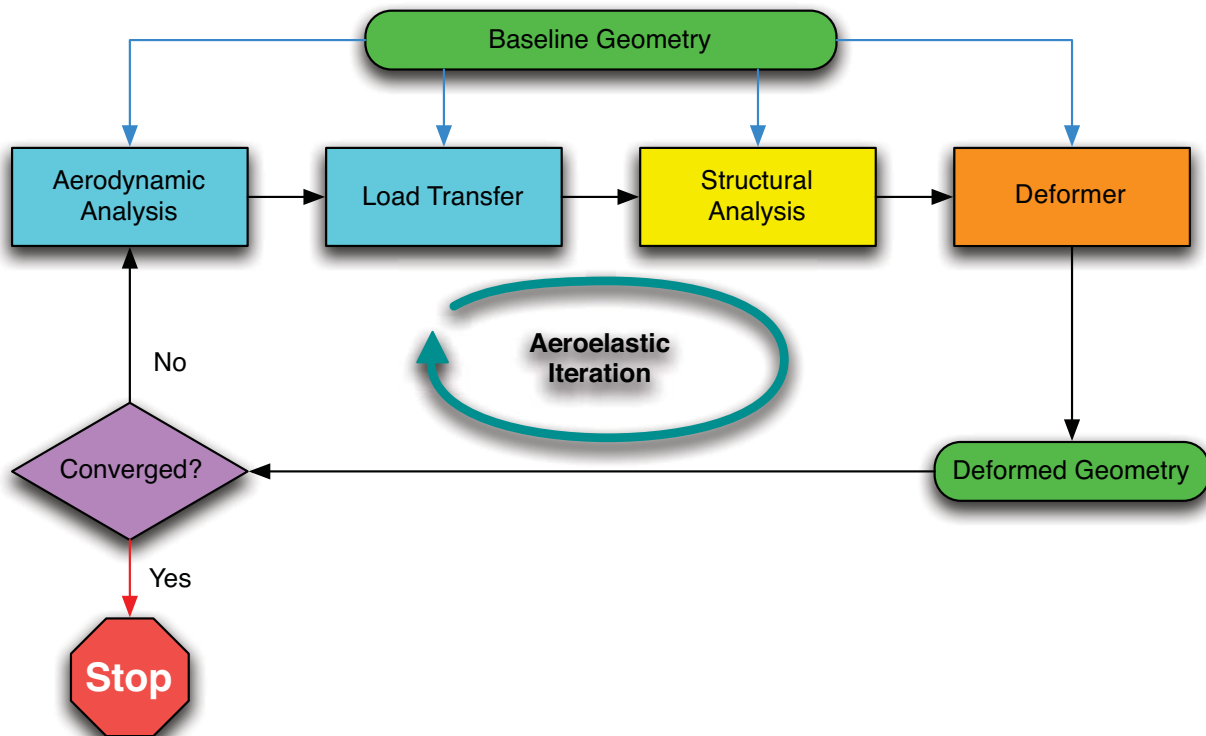 Baseline Geometry
Aerodynamic
Analysis
Load Transfer
Structural
Analysis
Deformer
Aeroelastic
Iteration
No
Converged?
Deformed Geometry
Yes
Stop